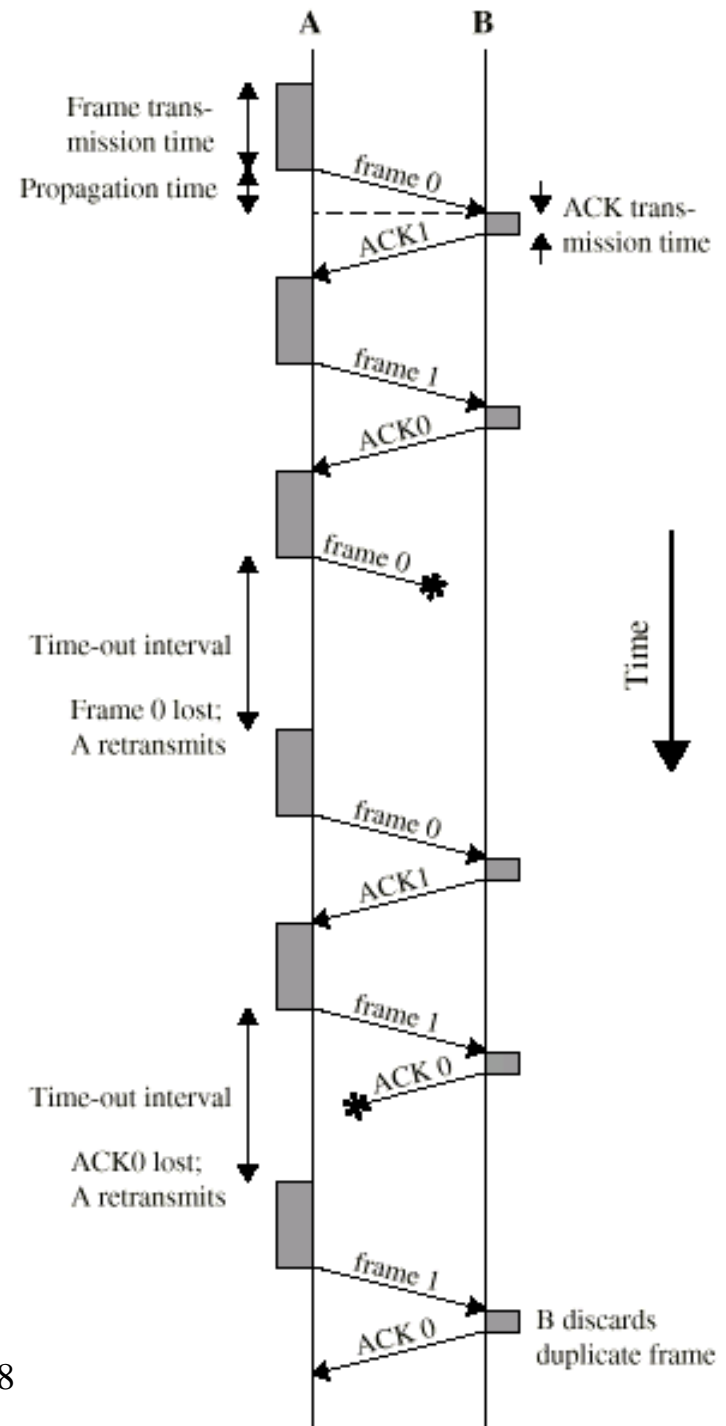 A
B
Frame trans-
mission time
Propagation time
frame 0
ACK trans-
mission time
ACK1
frame 1
ACK0
frame 0
Time-out interval
Time
Frame 0 lost;
A retransmits
frame 0
ACK1
frame 1
ACK 0
Time-out interval
ACK0 lost;
A retransmits
frame 1
ACK 0
B discards
duplicate frame
8